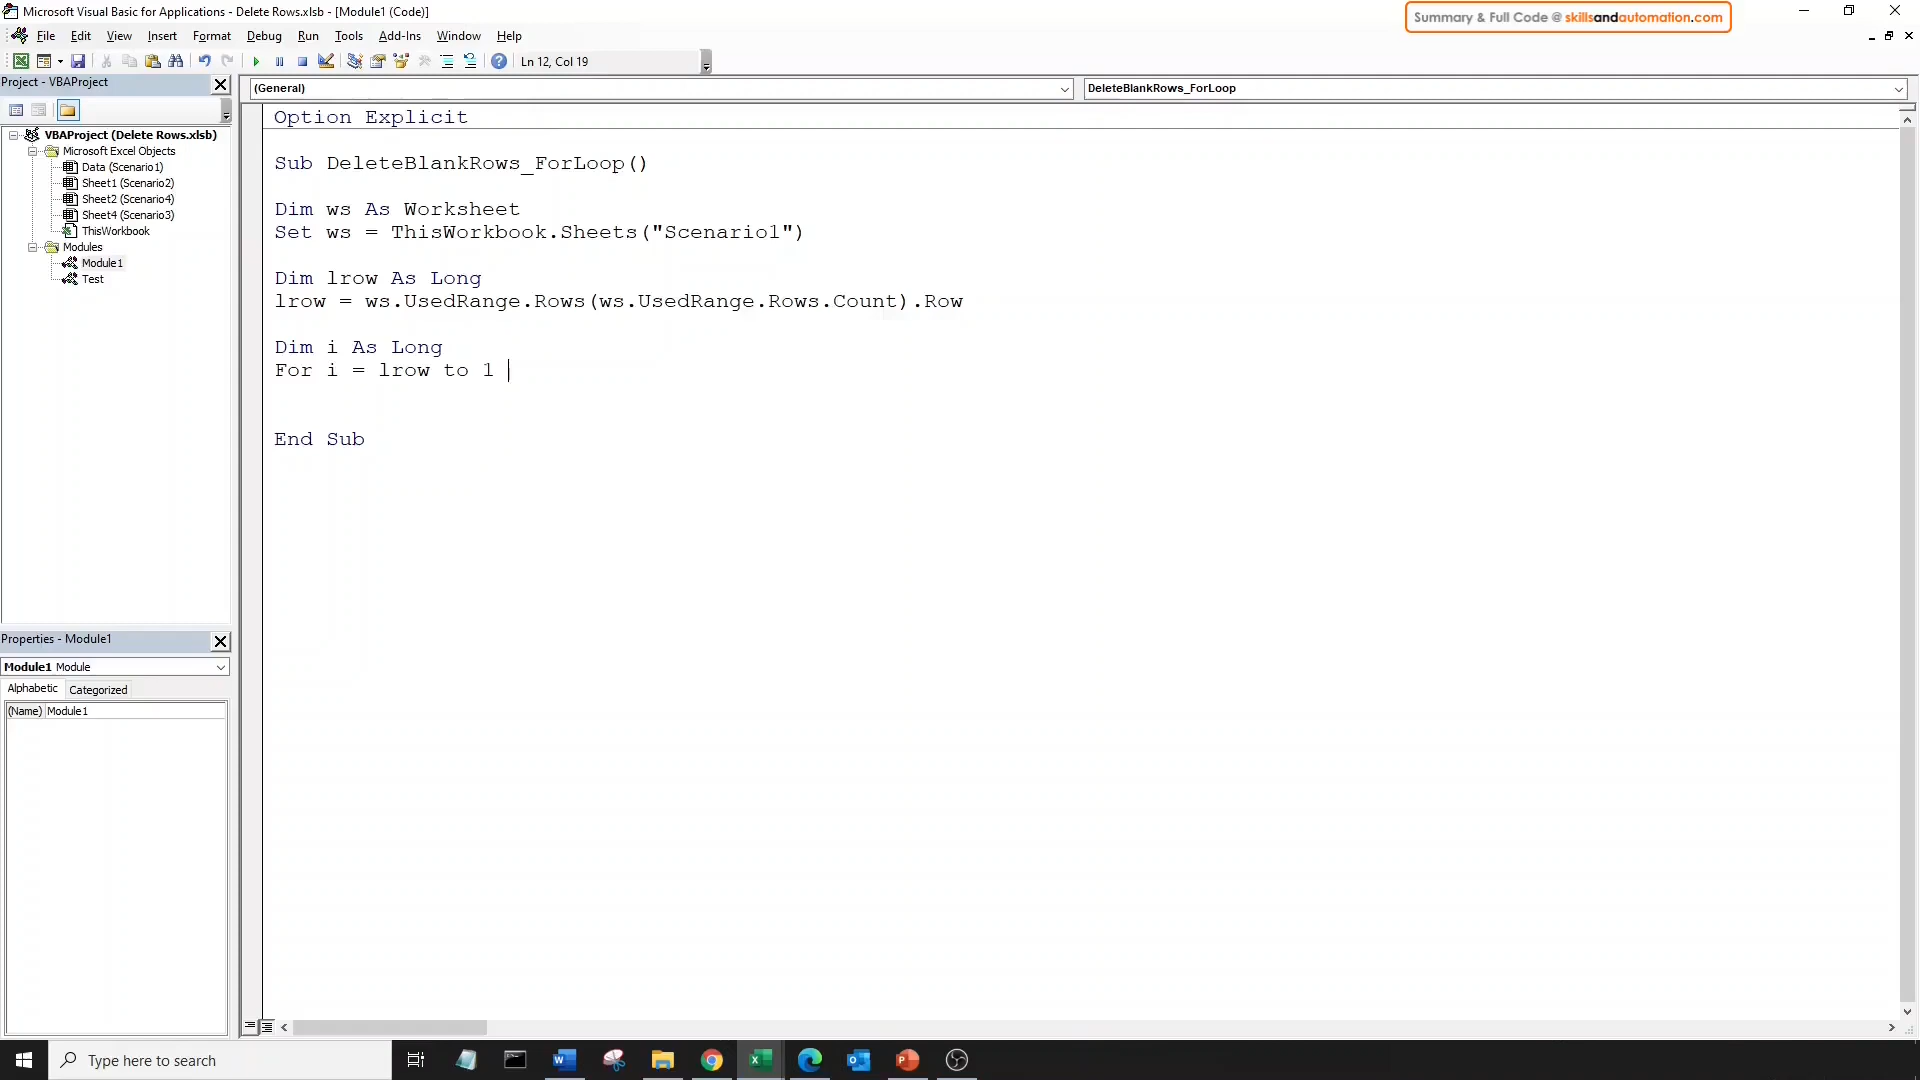 Microsoft Visual Basic for Applications - Delete Rows.xlsb - [Module1 (Code)]
Summary & Full Code @ skillsandautomation.com
File Edit View Insert Format Debug Run Tools Add-Ins Window Help
Ln 12, Col 19
Project - VBAProject
(General)
DeleteBlankRows_ForLoop
VBAProject (Delete Rows.xlsb)
Microsoft Excel Objects
Data (Scenario1)
Sheet1 (Scenario2)
Sheet2 (Scenario4)
Sheet4 (Scenario3)
ThisWorkbook
Modules
Module1
Test
Option Explicit
Sub DeleteBlankRows_ForLoop()
Dim ws As Worksheet
Set ws = ThisWorkbook.Sheets("Scenario1")
Dim lrow As Long
lrow = ws.UsedRange.Rows(ws.UsedRange.Rows.Count).Row
Dim i As Long
For i = lrow to 1
End Sub
Properties - Module1
Module1 Module
Alphabetic Categorized
(Name) Module1
Type here to search